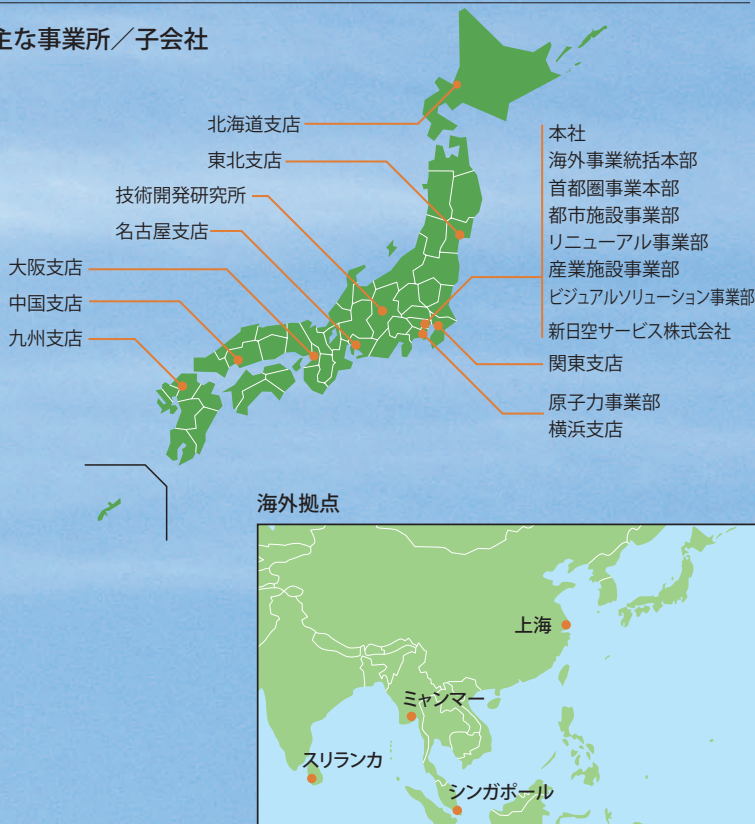 主な事業所／子会社
北海道支店
東北支店
技術開発研究所
名古屋支店
大阪支店
中国支店
九州支店
本社
海外事業統括本部
首都圏事業本部
都市施設事業部
リニューアル事業部
産業施設事業部
ビジュアルソリューション事業部
新日空サービス株式会社
関東支店
原子力事業部
横浜支店
海外拠点
上海
ミャンマー
スリランカ
シンガポール